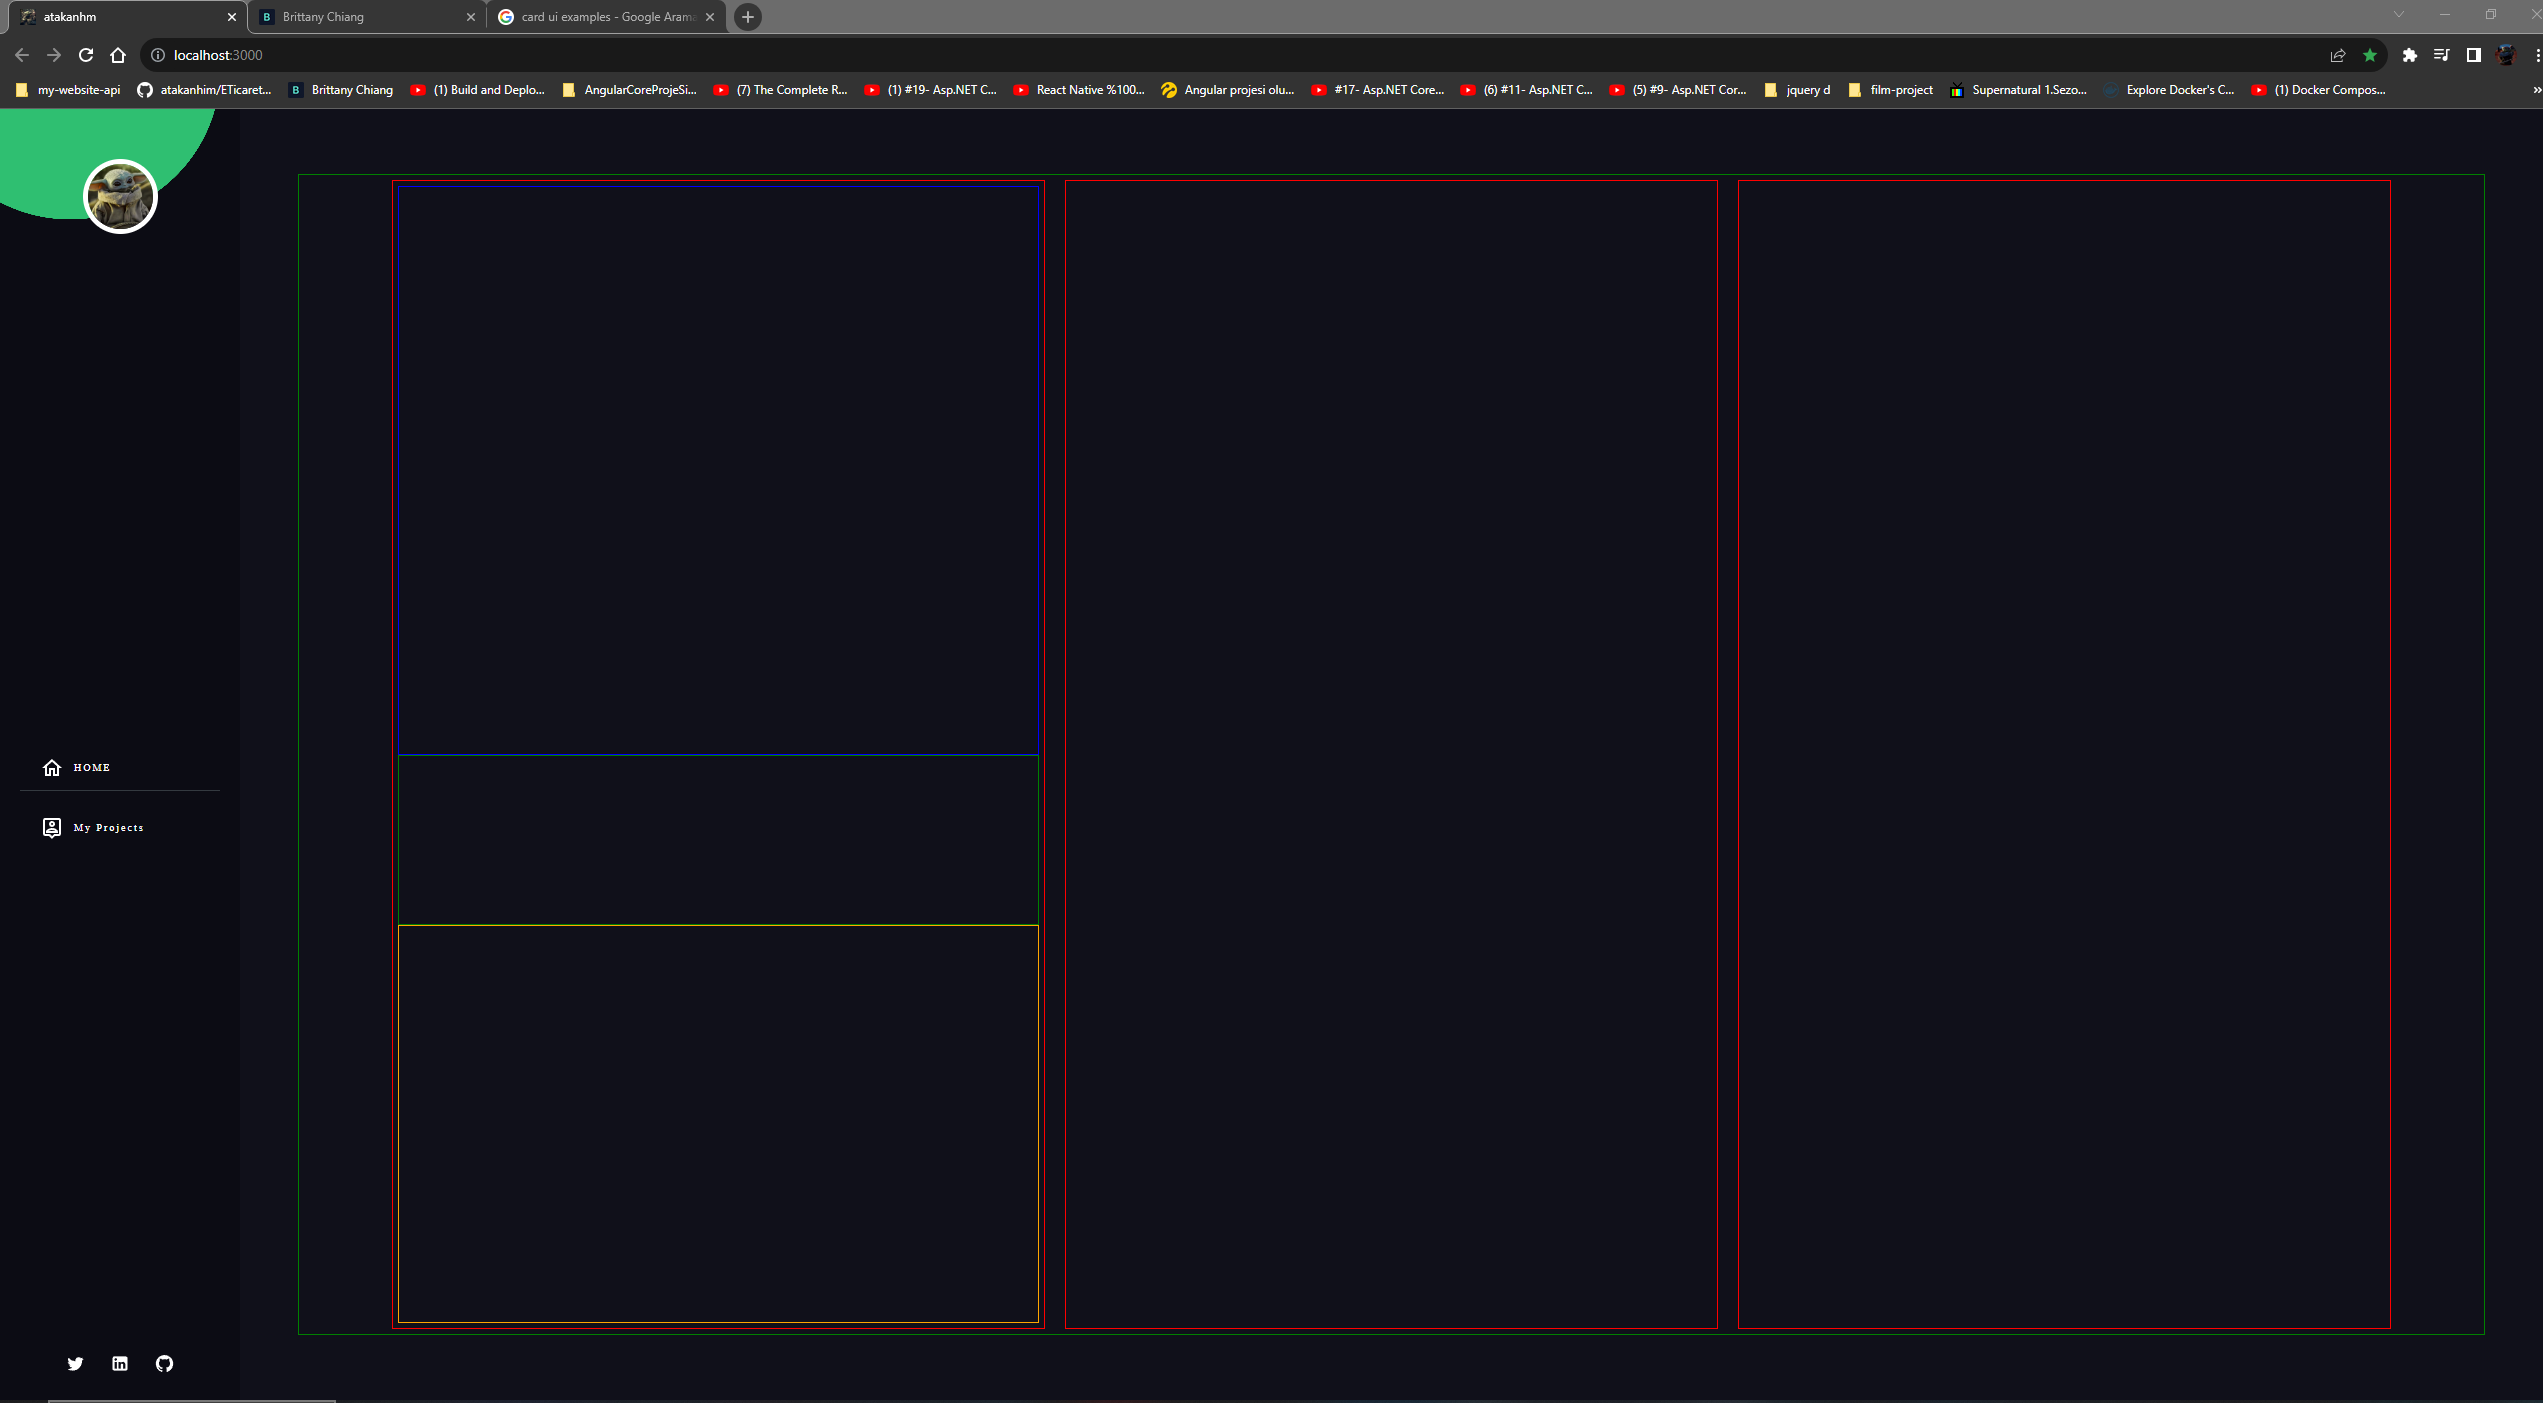 atakanhm
Brittany Chiang
card ui examples - Google Arama
localhost:3000
my-website-api
atakanhim/ETicaret...
Brittany Chiang
(1) Build and Deplo...
AngularCoreProjeSi...
(7) The Complete R...
(1) #19- Asp.NET C...
React Native %100...
Angular projesi olu...
#17- Asp.NET Core...
(6) #11- Asp.NET C...
(5) #9- Asp.NET Cor...
jquery d
film-project
Supernatural 1.Sezo...
Explore Docker's C...
(1) Docker Compos...
HOME
My Projects